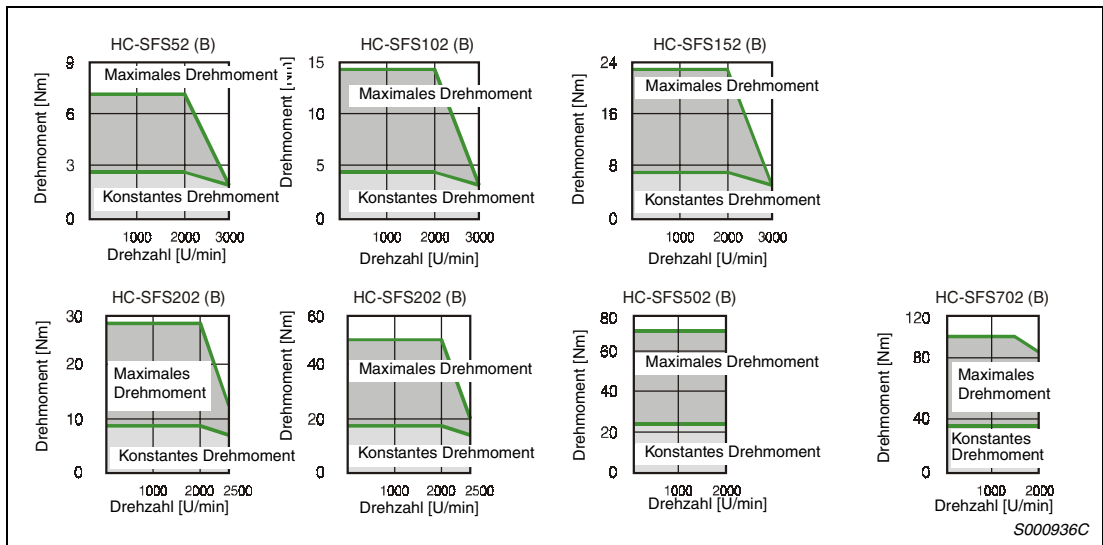 HC-SFS52 (B)
Drehmoment [Nm]
9
6
3
0
Maximales Drehmoment
Konstantes Drehmoment
1000 2000 3000
Drehzahl [U/min]
HC-SFS102 (B)
Drehmoment [Nm]
15
10
5
0
Maximales Drehmoment
Konstantes Drehmoment
1000 2000 3000
Drehzahl [U/min]
HC-SFS152 (B)
Drehmoment [Nm]
24
16
8
0
Maximales Drehmoment
Konstantes Drehmoment
1000 2000 3000
Drehzahl [U/min]
HC-SFS202 (B)
Drehmoment [Nm]
30
20
10
0
Maximales
Drehmoment
Konstantes Drehmoment
1000 2000 2500
Drehzahl [U/min]
HC-SFS202 (B)
Drehmoment [Nm]
60
40
20
0
Maximales Drehmoment
Konstantes Drehmoment
1000 2000 2500
Drehzahl [U/min]
HC-SFS502 (B)
Drehmoment [Nm]
80
60
40
20
0
Maximales Drehmoment
Konstantes Drehmoment
1000 2000
Drehzahl [U/min]
HC-SFS702 (B)
Drehmoment [Nm]
120
80
40
0
Maximales
Drehmoment
Konstantes
Drehmoment
1000 2000
Drehzahl [U/min]
S000936C